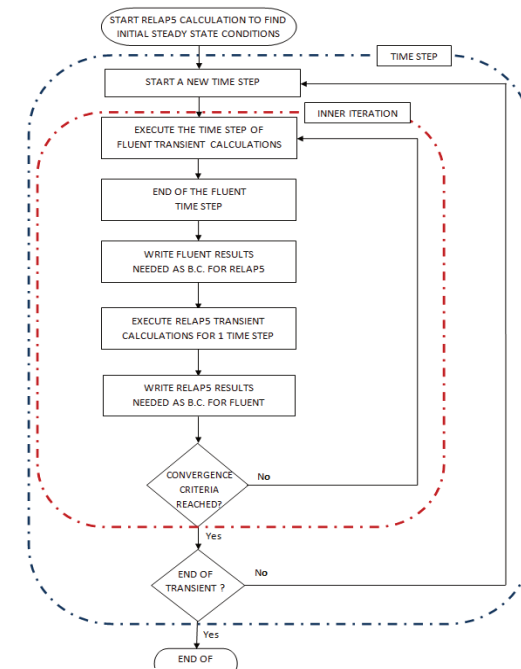 START RELAP5 CALCULATION TO FIND
INITIAL STEADY STATE CONDITIONS
TIME STEP
START A NEW TIME STEP
INNER ITERATION
EXECUTE THE TIME STEP OF
FLUENT TRANSIENT CALCULATIONS
END OF THE FLUENT
TIME STEP
WRITE FLUENT RESULTS
NEEDED AS B.C. FOR RELAP5
EXECUTE RELAP5 TRANSIENT
CALCULATIONS FOR 1 TIME STEP
WRITE RELAP5 RESULTS
NEEDED AS B.C. FOR FLUENT
CONVERGENCE
CRITERIA
REACHED?
No
Yes
END OF
TRANSIENT ?
No
Yes
END OF